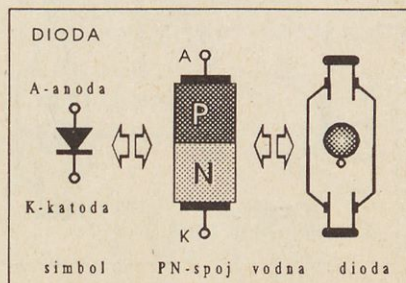 DIODA
A-anoda
K-katoda
A
P
N
K
simbol PN-spoj vodna dioda